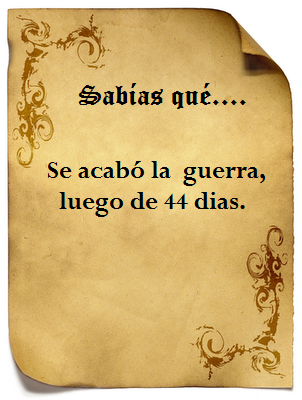 Sabías qué....
Se acabó la guerra,
luego de 44 dias.